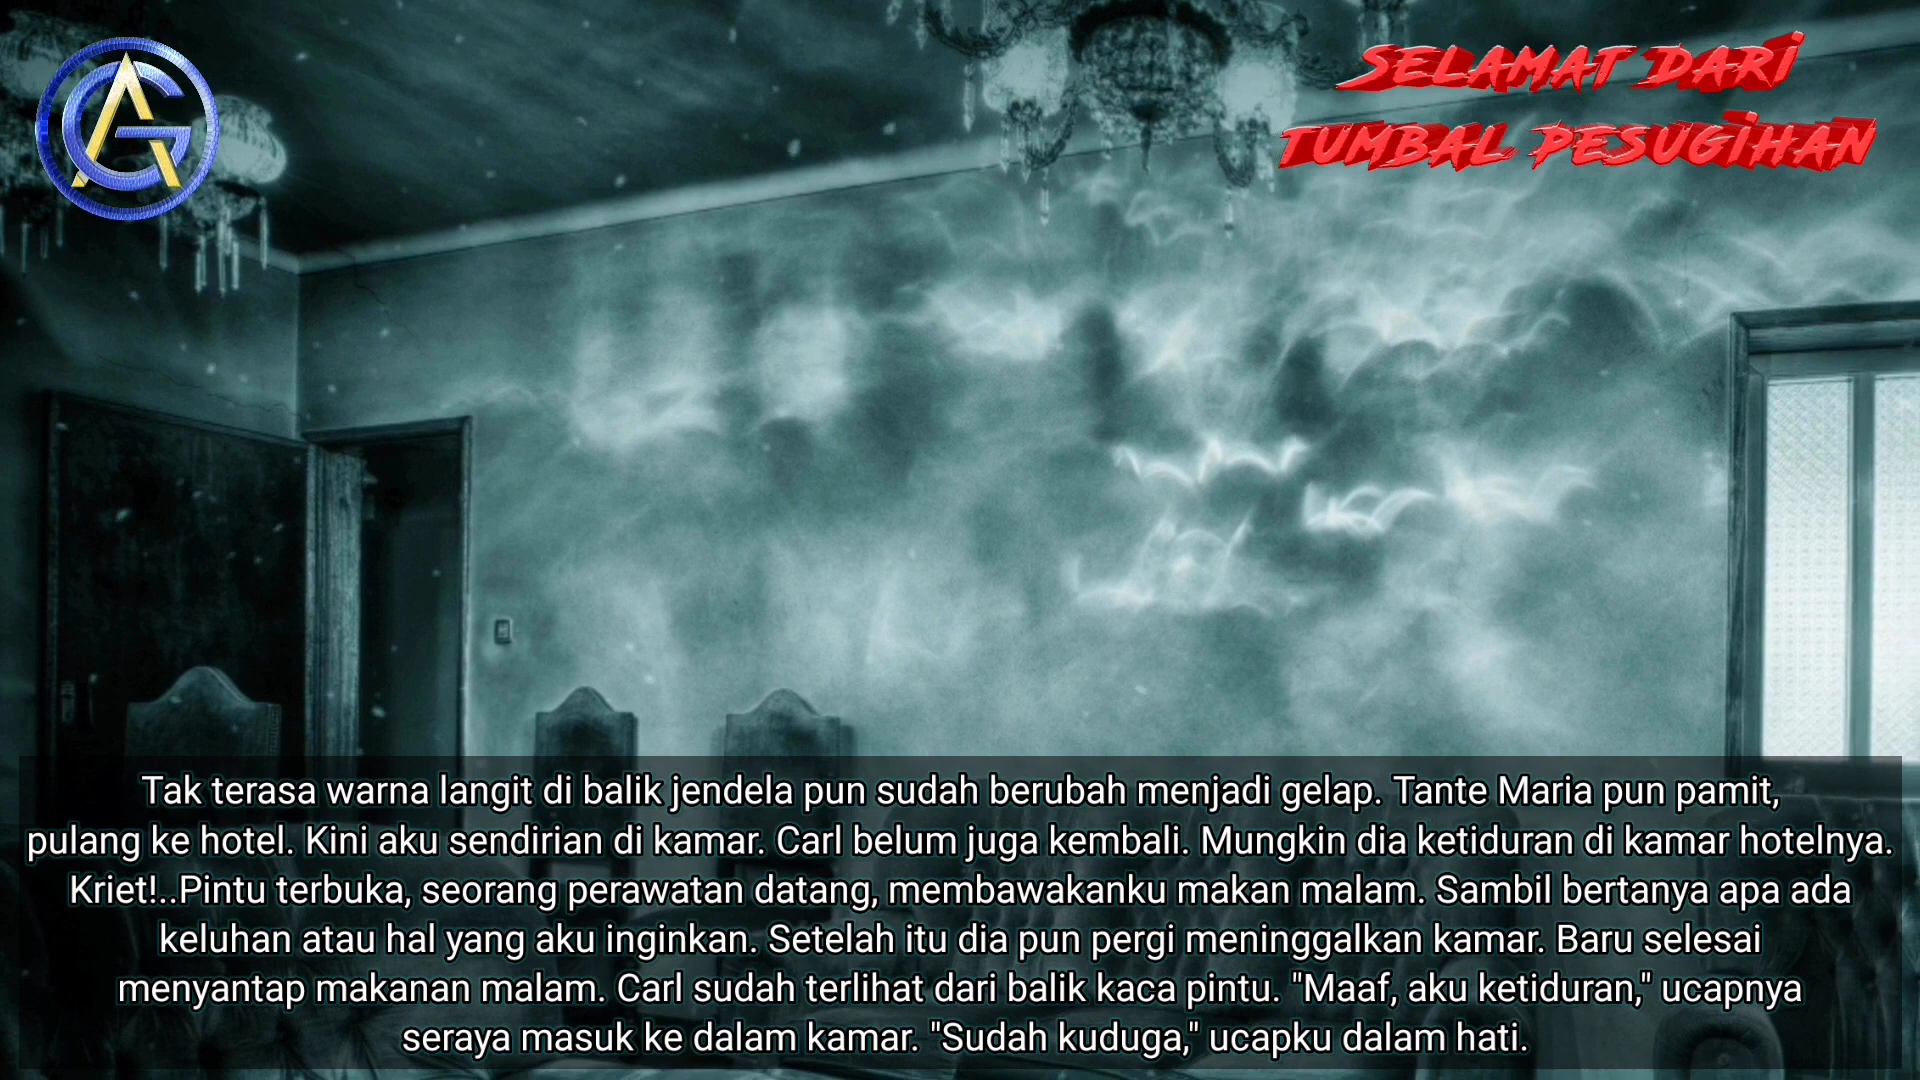 SELAMAT DARI
TUMBAL PESUGIHAN
AG
Tak terasa warna langit di balik jendela pun sudah berubah menjadi gelap. Tante Maria pun pamit,
pulang ke hotel. Kini aku sendirian di kamar. Carl belum juga kembali. Mungkin dia ketiduran di kamar hotelnya.
Kriet!..Pintu terbuka, seorang perawatan datang, membawakanku makan malam. Sambil bertanya apa ada
keluhan atau hal yang aku inginkan. Setelah itu dia pun pergi meninggalkan kamar. Baru selesai
menyantap makanan malam. Carl sudah terlihat dari balik kaca pintu. "Maaf, aku ketiduran," ucapnya
seraya masuk ke dalam kamar. "Sudah kuduga," ucapku dalam hati.